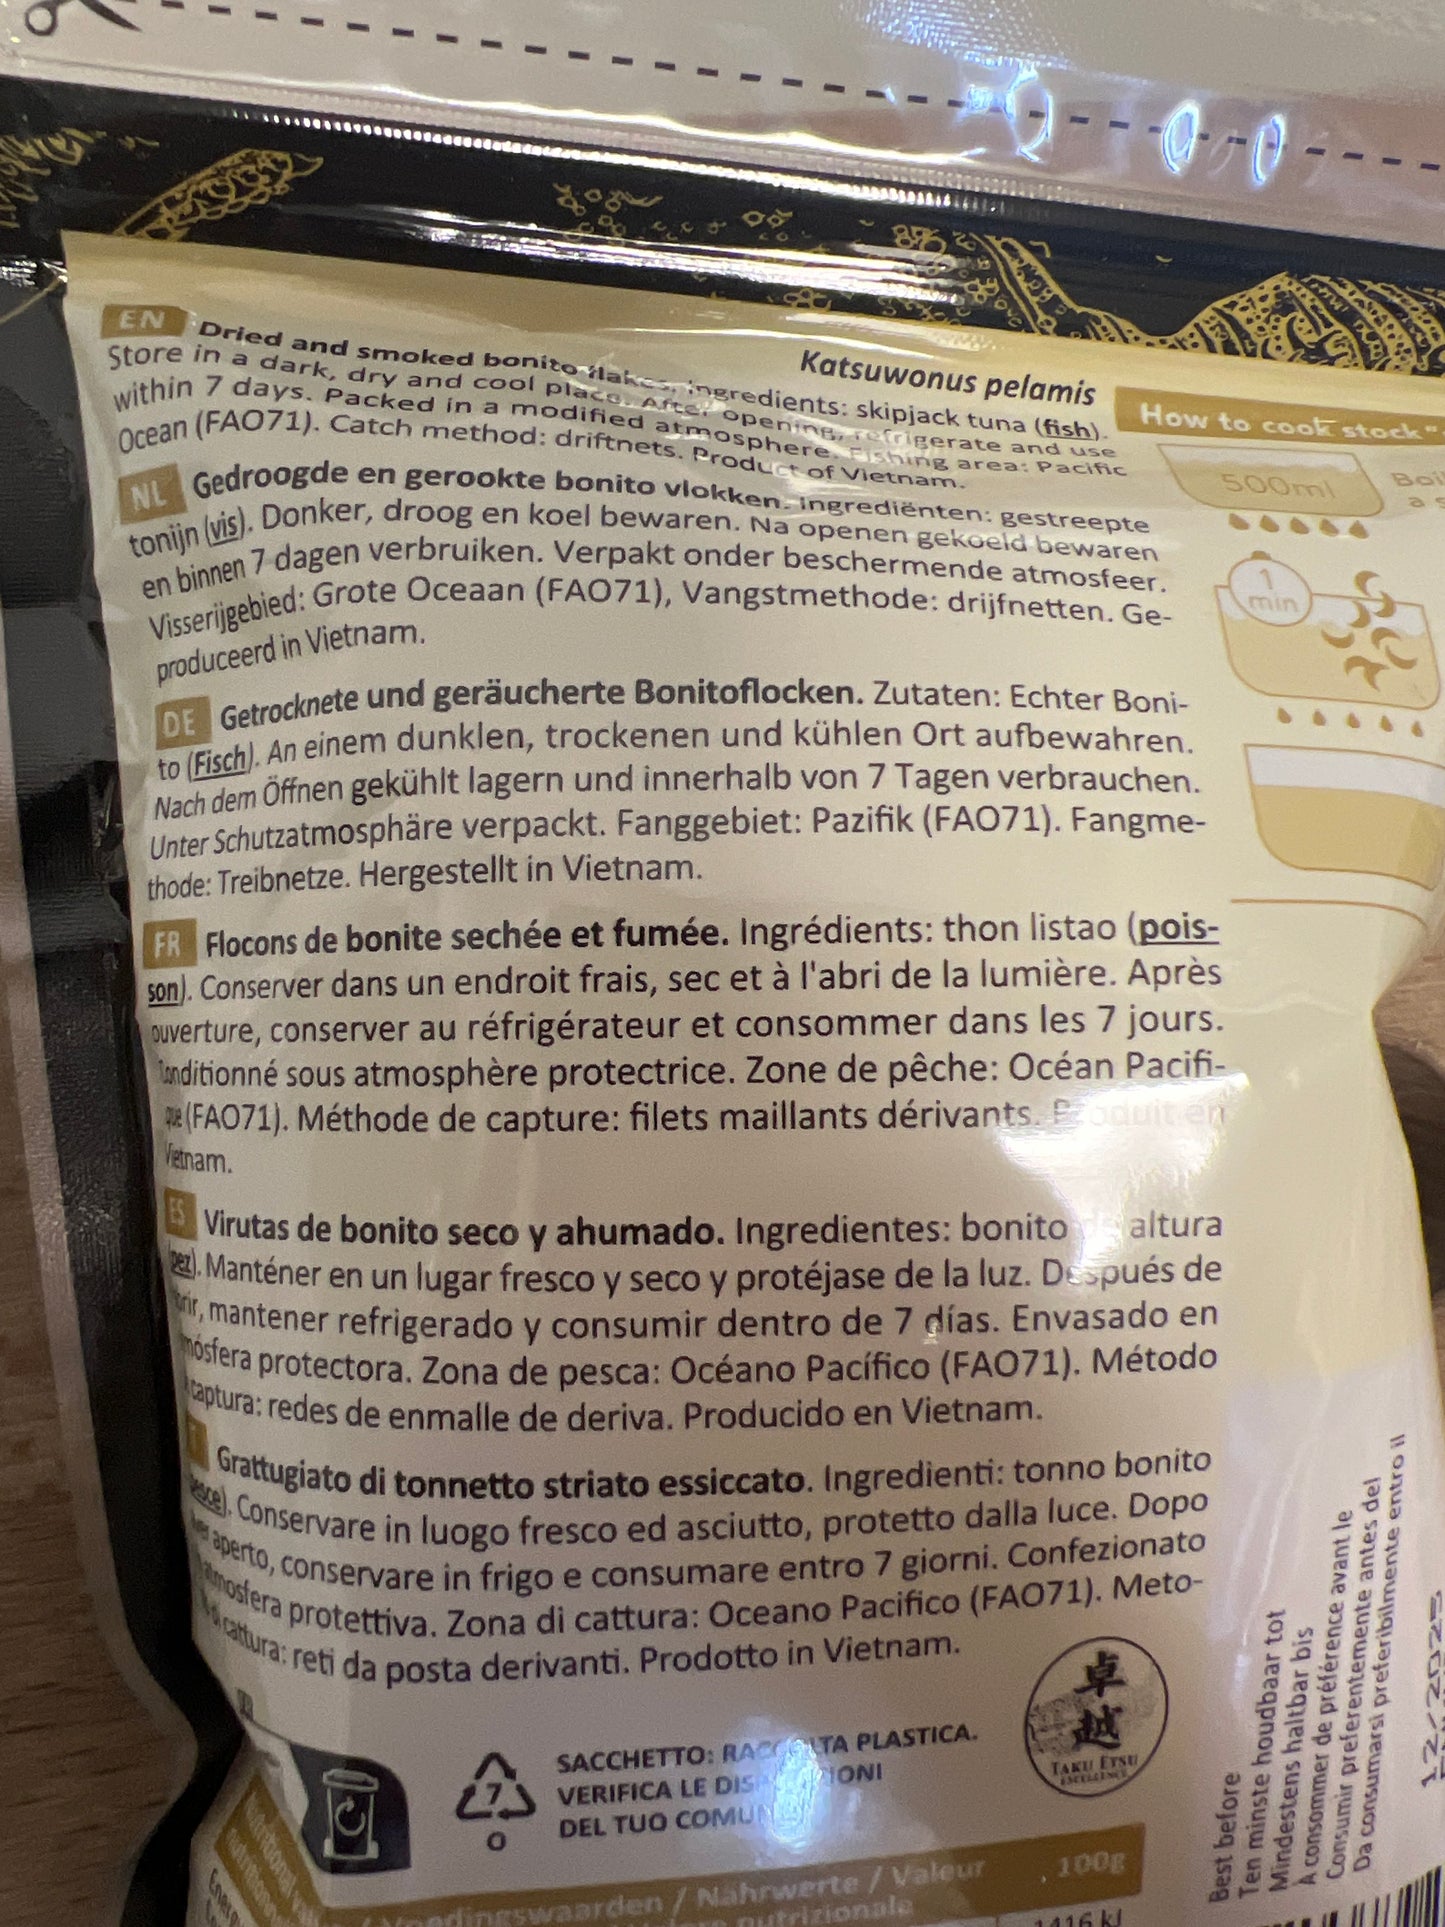 Katsuwonus pelamis
EN Dried and smoked bonito flakes, ingredients: skipjack tuna (fish).
Store in a dark, dry and cool place. After opening, refrigerate and use
within 7 days. Packed in a modified atmosphere. Fishing area: Pacific
Ocean (FAO71). Catch method: driftnets. Product of Vietnam.
NL Gedroogde en gerookte bonito vlokken. Ingrediënten: gestreepte
tonijn (vis). Donker, droog en koel bewaren. Na openen gekoeld bewaren
en binnen 7 dagen verbruiken. Verpakt onder beschermende atmosfeer.
Visserijgebied: Grote Oceaan (FAO71), Vangstmethode: drijfnetten. Ge-
produceerd in Vietnam.
DE Getrocknete und geräucherte Bonitoflocken. Zutaten: Echter Boni-
to (Fisch). An einem dunklen, trockenen und kühlen Ort aufbewahren.
Nach dem Öffnen gekühlt lagern und innerhalb von 7 Tagen verbrauchen.
Unter Schutzatmosphäre verpackt. Fanggebiet: Pazifik (FAO71). Fangme-
thode: Treibnetze. Hergestellt in Vietnam.
FR Flocons de bonite sechée et fumée. Ingrédients: thon listao (pois-
son). Conserver dans un endroit frais, sec et à l'abri de la lumière. Après
ouverture, conserver au réfrigérateur et consommer dans les 7 jours.
Conditionné sous atmosphère protectrice. Zone de pêche: Océan Pacifi-
que (FAO71). Méthode de capture: filets maillants dérivants. Produit en
Vietnam.
ES Virutas de bonito seco y ahumado. Ingredientes: bonito altura
(pez). Manténer en un lugar fresco y seco y protéjase de la luz. Después de
mantener refrigerado y consumir dentro de 7 días. Envasado en
protectora. Zona de pesca: Océano Pacífico (FAO71). Método
captura: redes de enmalle de deriva. Producido en Vietnam.
Grattugiato di tonnetto striato essiccato. Ingredienti: tonno bonito
Conservare in luogo fresco ed asciutto, protetto dalla luce. Dopo
aperto, conservare in frigo e consumare entro 7 giorni. Confezionato
protettiva. Zona di cattura: Oceano Pacifico (FAO71). Meto-
di cattura: reti da posta derivanti. Prodotto in Vietnam.
How to cook stock
500ml
1
min
7
O
SACCHETTO: RACCOLTA PLASTICA.
VERIFICA LE
DEL TUO
卓
越
TAKU ETSU
EXCELLENCE
/ Nährwerte / Valeur
100g
Best before
Ten minste houdbaar tot
Mindestens haltbar bis
À consommer de préférence avant le
Consumir preferentemente antes del
Da consumarsi preferibilmente entro il
12/2025